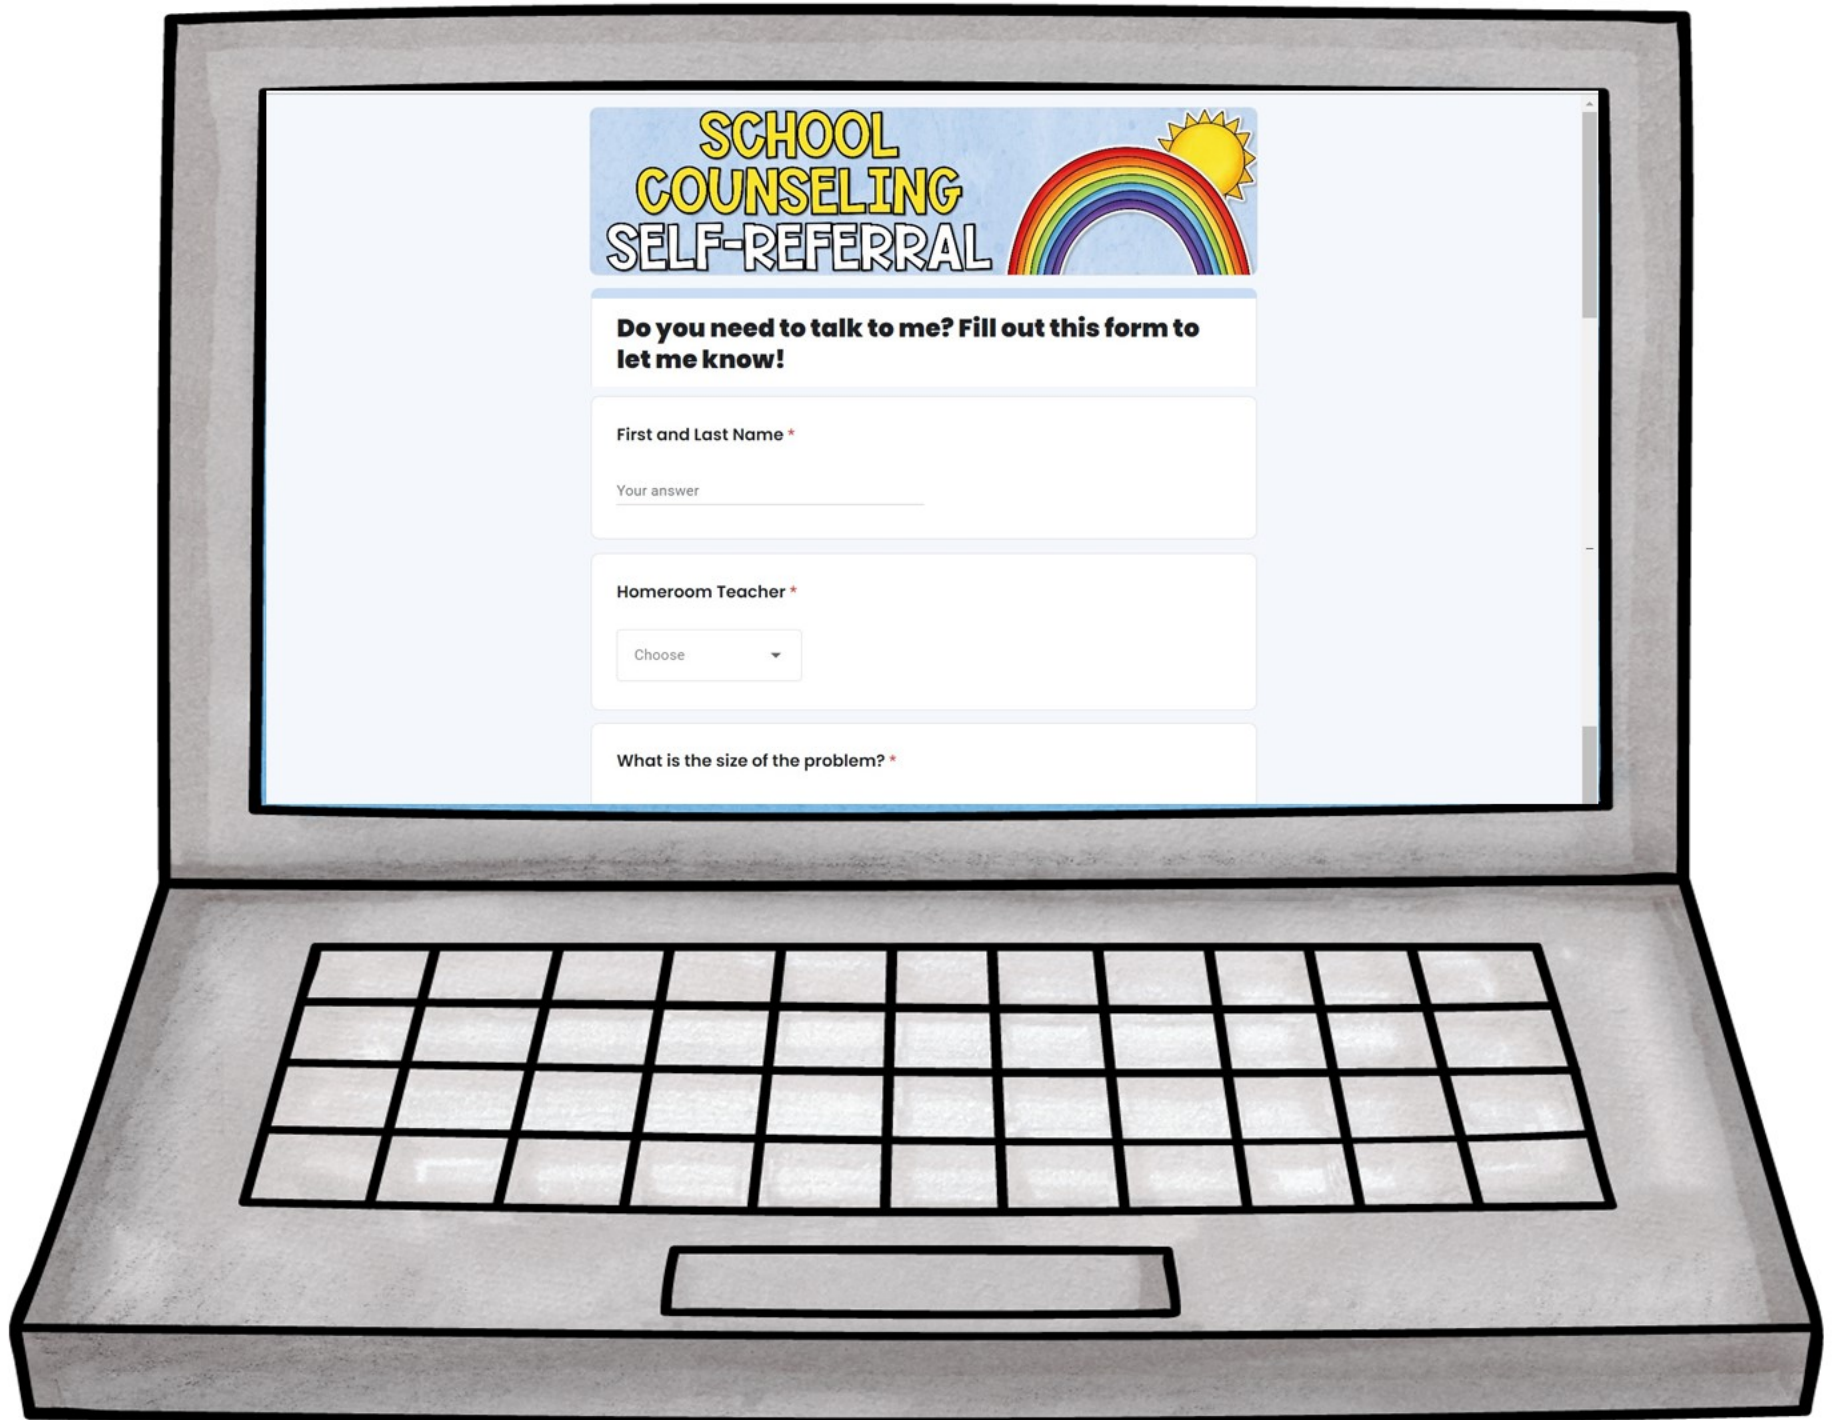 SCHOOL
COUNSELING
SELF-REFERRAL
Do you need to talk to me? Fill out this form to
let me know!
First and Last Name *
Your answer
Homeroom Teacher *
Choose
What is the size of the problem? *